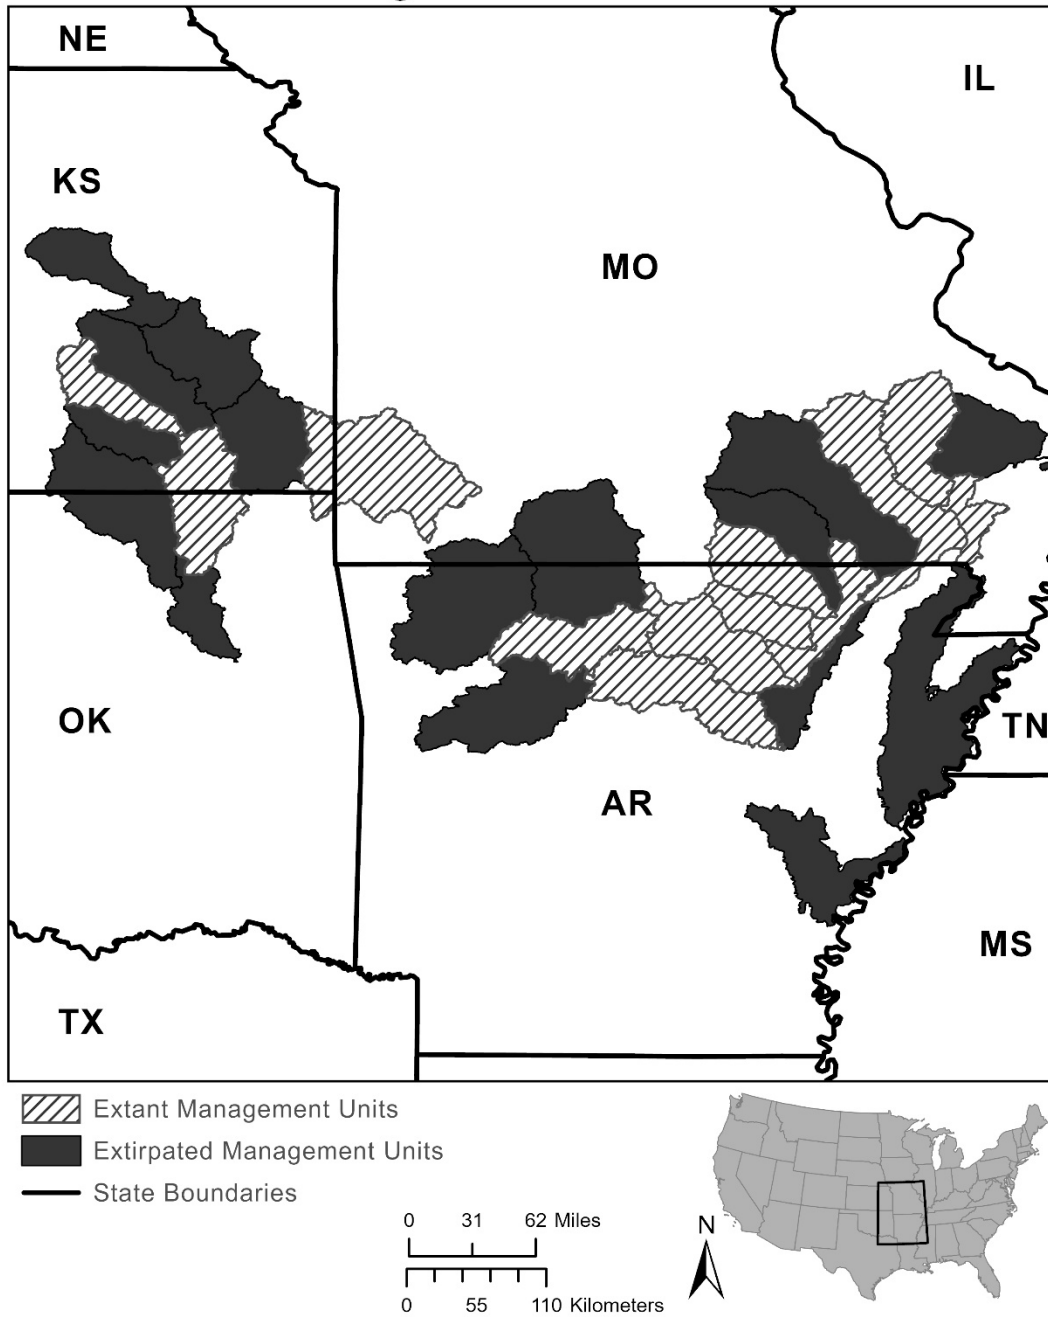 NE
IL
KS
MO
OK
TN
AR
MS
TX
Extant Management Units
Extirpated Management Units
State Boundaries
0 31 62 Miles
0 55 110 Kilometers
N